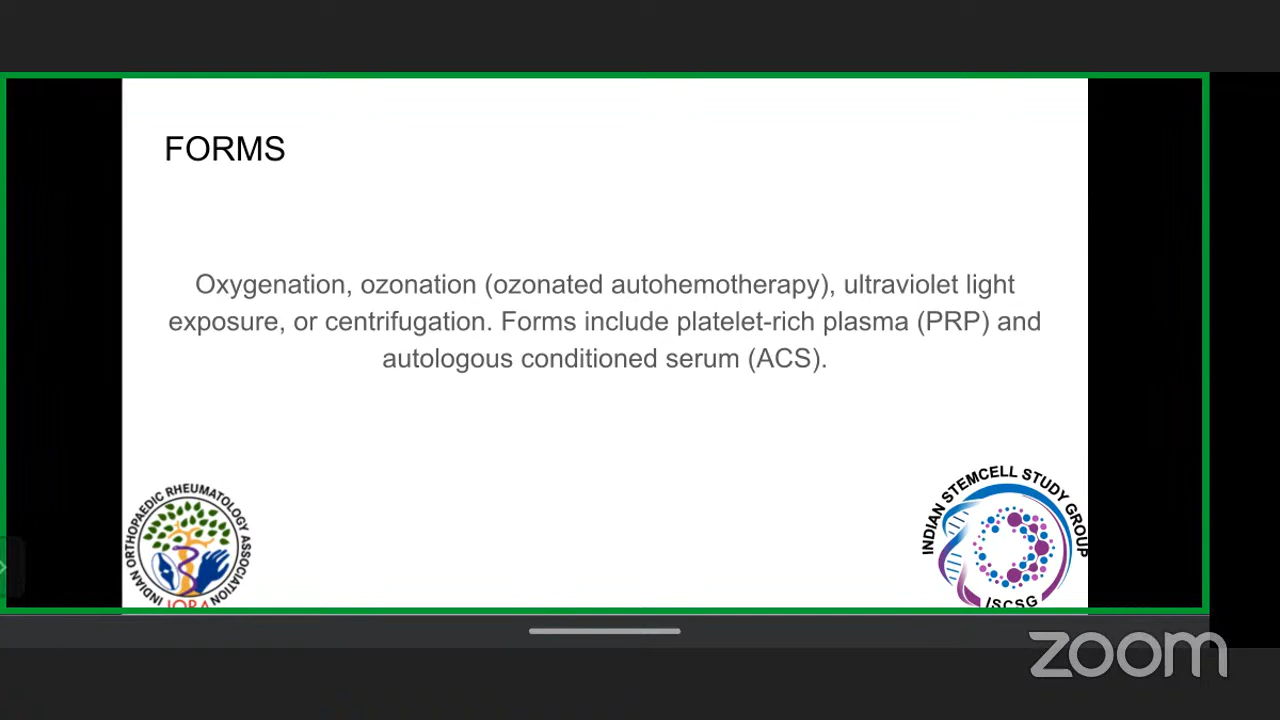 FORMS
Oxygenation, ozonation (ozonated autohemotherapy), ultraviolet light
exposure, or centrifugation. Forms include platelet-rich plasma (PRP) and
autologous conditioned serum (ACS).
INDIAN ORTHOPAEDIC RHEUMATOLOGY ASSOCIATION
IORA
INDIAN STEMCELL STUDY GROUP
ISCSG
zoom